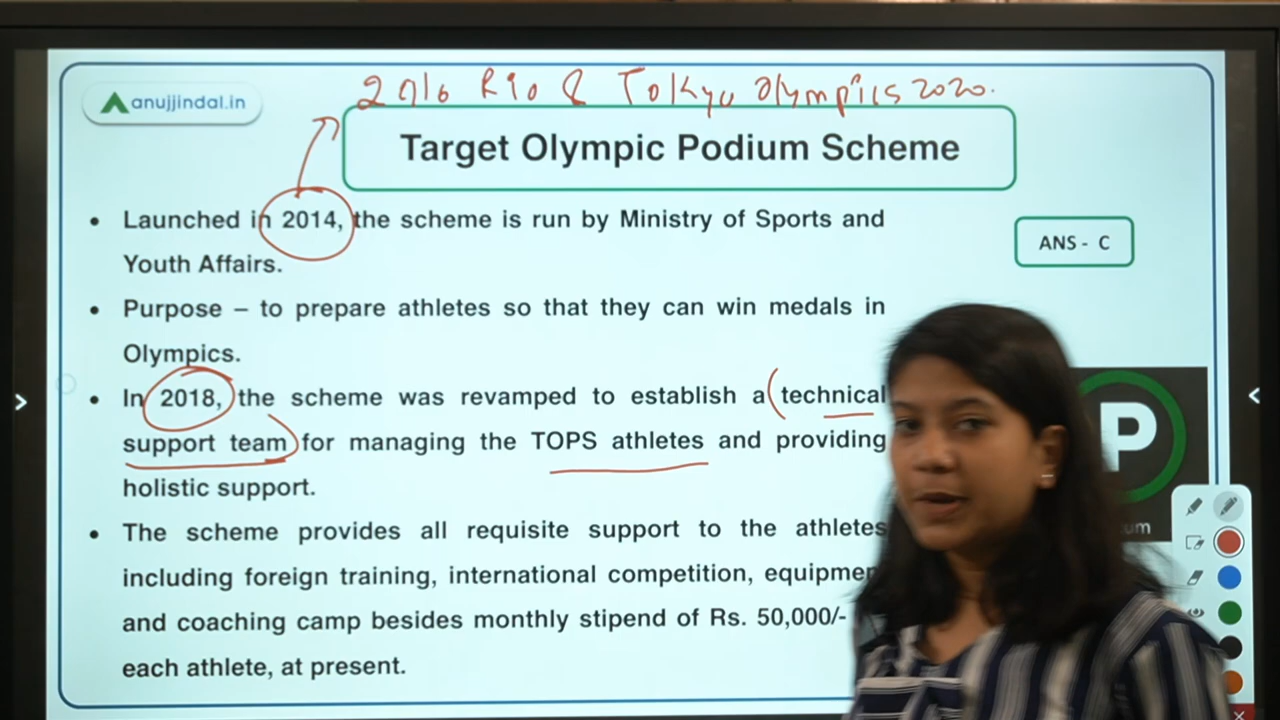 2016 Rio & Tokyo Olympics 2020.
anujjindal.in
Target Olympic Podium Scheme
• Launched in 2014, the scheme is run by Ministry of Sports and
Youth Affairs.
ANS - C
• Purpose – to prepare athletes so that they can win medals in
Olympics.
• In 2018, the scheme was revamped to establish a (technical
support team) for managing the TOPS athletes and providing
holistic support.
P
um
• The scheme provides all requisite support to the athletes
including foreign training, international competition, equipmen
and coaching camp besides monthly stipend of Rs. 50,000/-
each athlete, at present.